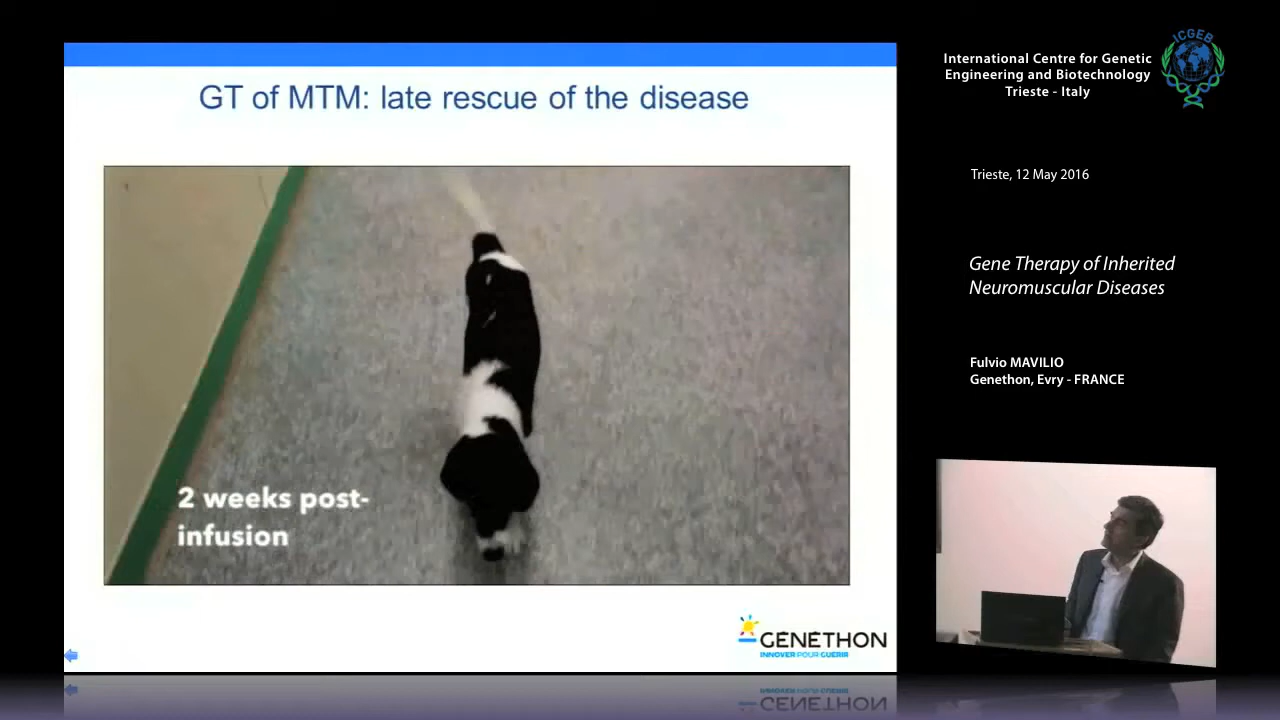 GT of MTM: late rescue of the disease
2 weeks post-
infusion
GENETHON
INNOVER POUR GUÉRIR
International Centre for Genetic
Engineering and Biotechnology
Trieste - Italy
ICGEB
Trieste, 12 May 2016
Gene Therapy of Inherited
Neuromuscular Diseases
Fulvio MAVILIO
Genethon, Evry - FRANCE